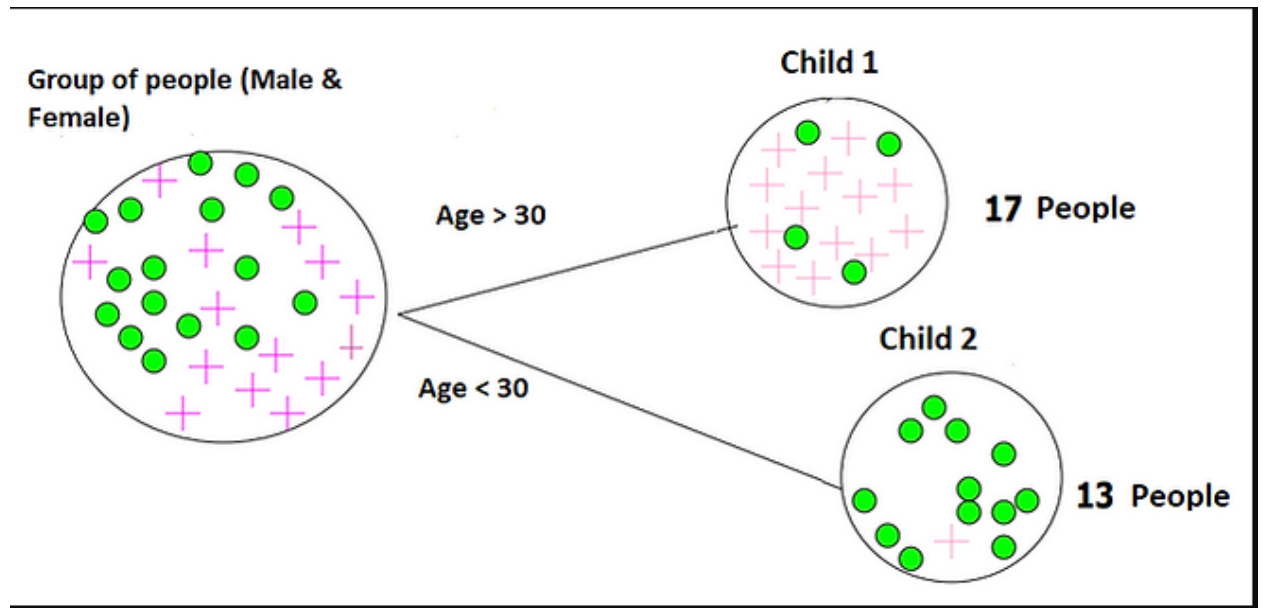 Group of people (Male &
Female)
Age > 30
Child 1
17 People
Age < 30
Child 2
13 People